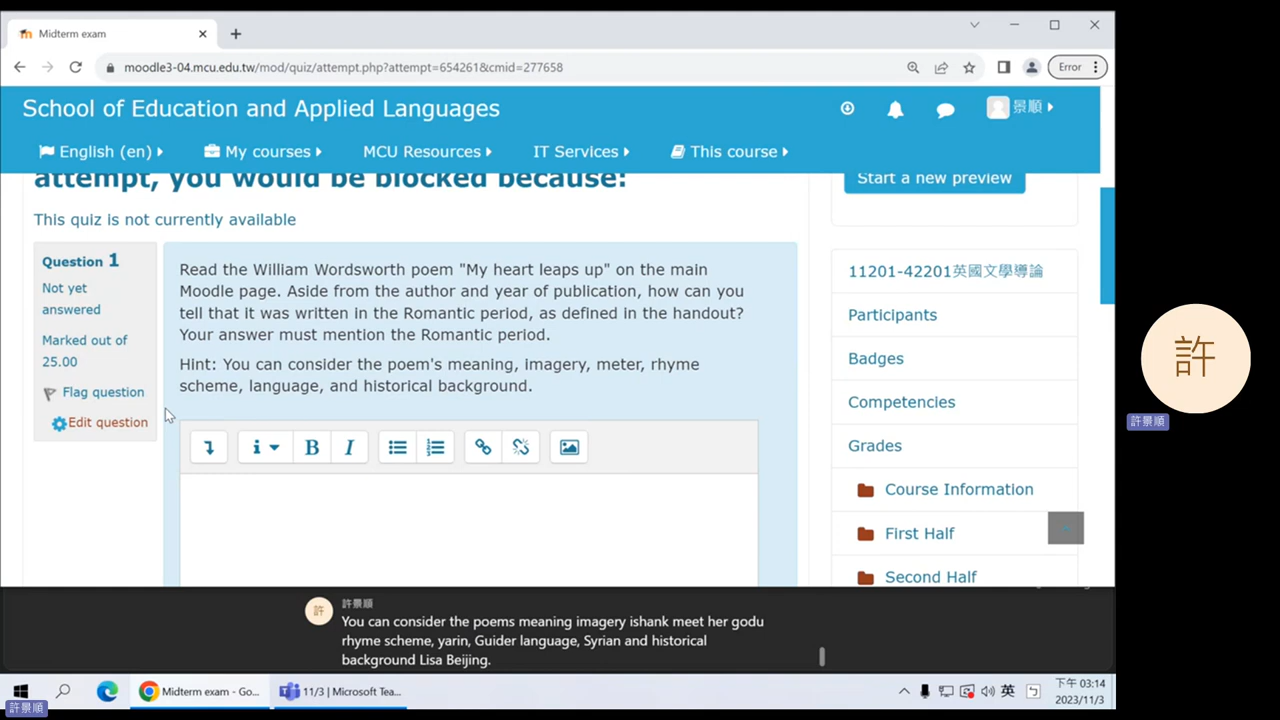 Midterm exam
moodle3-04.mcu.edu.tw/mod/quiz/attempt.php?attempt=654261&cmid=277658
Error
School of Education and Applied Languages
景順
English (en)
My courses
MCU Resources
IT Services
This course
attempt, you would be blocked because:
Start a new preview
This quiz is not currently available
Question 1
Not yet
answered
Marked out of
25.00
Flag question
Edit question
Read the William Wordsworth poem "My heart leaps up" on the main
Moodle page. Aside from the author and year of publication, how can you
tell that it was written in the Romantic period, as defined in the handout?
Your answer must mention the Romantic period.
Hint: You can consider the poem's meaning, imagery, meter, rhyme
scheme, language, and historical background.
11201-42201英國文學導論
Participants
Badges
Competencies
Grades
Course Information
First Half
Second Half
許
許景順
許
許景順
You can consider the poems meaning imagery ishank meet her godu
rhyme scheme, yarin, Guider language, Syrian and historical
background Lisa Beijing.
Midterm exam - Go...
11/3 | Microsoft Tea...
英
下午 03:14
2023/11/3
許景順